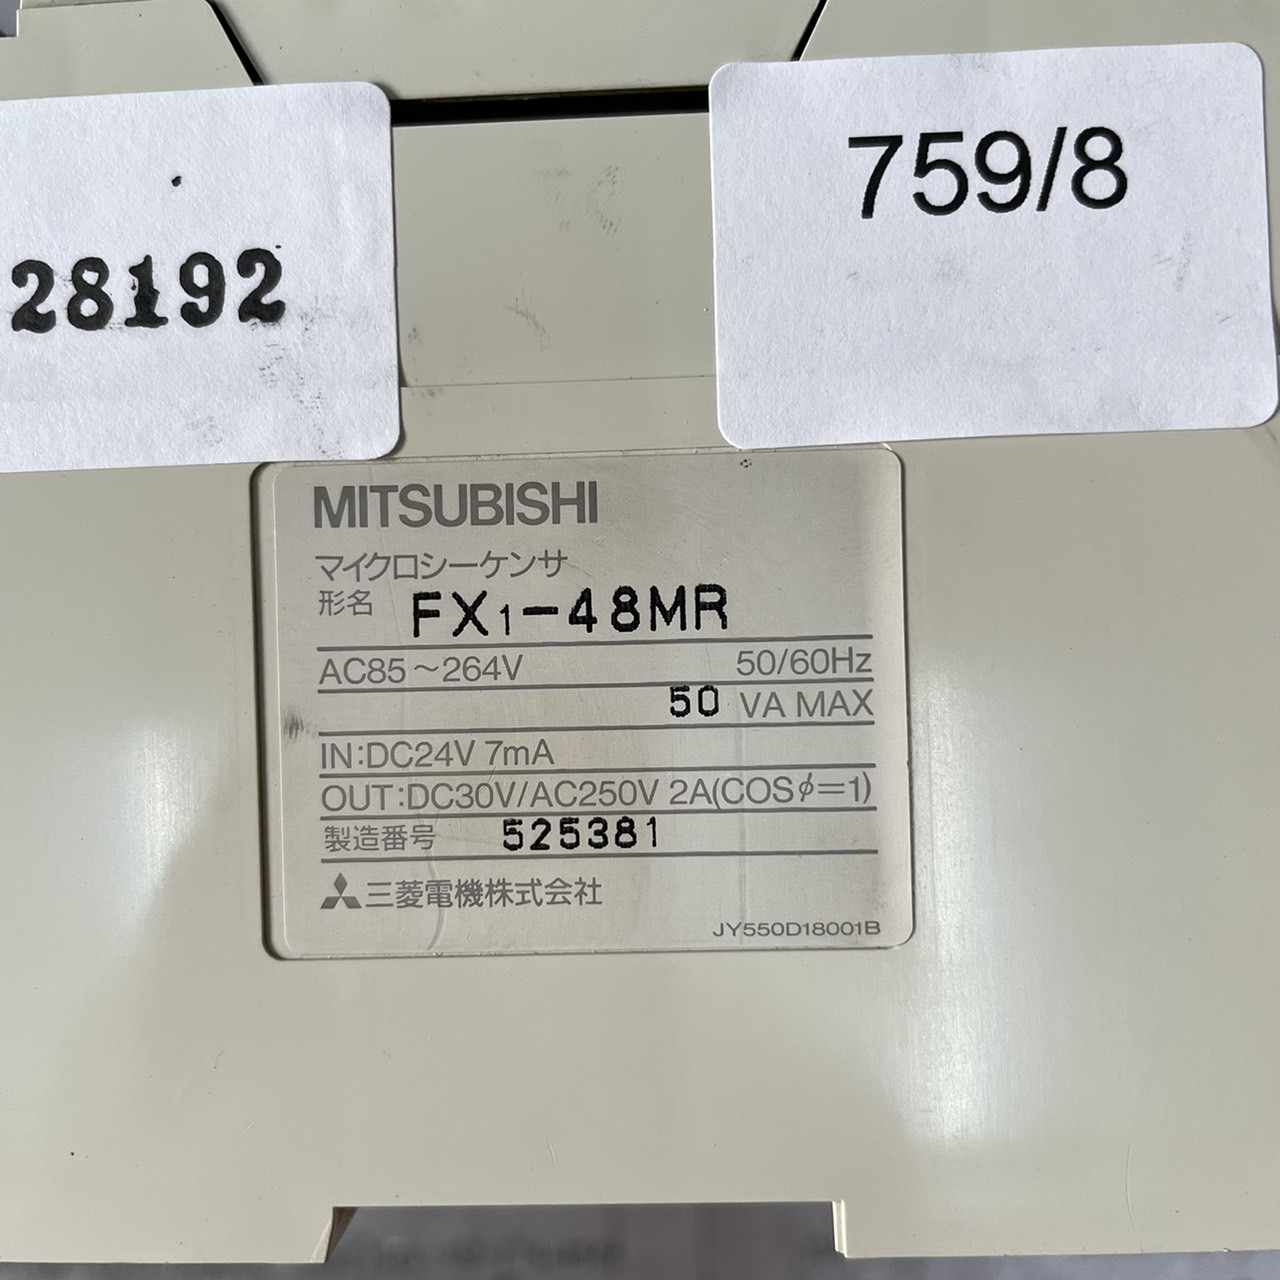 28192
759/8
MITSUBISHI
マイクロシーケンサ
形名 FX1-48MR
AC85~264V 50/60Hz
50 VA MAX
IN:DC24V 7mA
OUT:DC30V/AC250V 2A(COSφ=1)
製造番号 525381
三菱電機株式会社
JY550D18001B